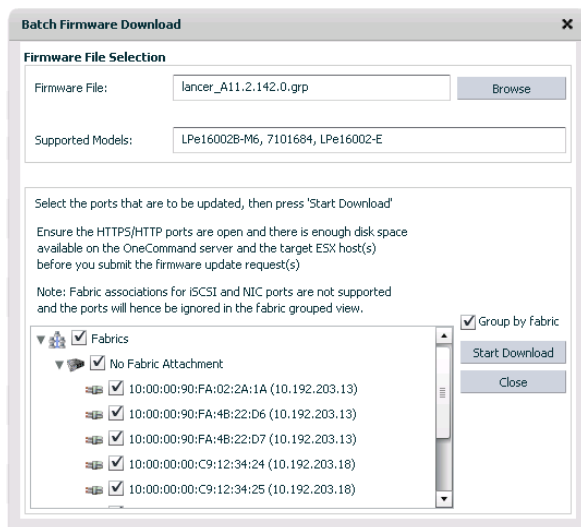 Batch Firmware Download
Firmware File Selection
Firmware File:
lancer_A11.2.142.0.grp
Browse
Supported Models:
LPe16002B-M6, 7101684, LPe16002-E
Select the ports that are to be updated, then press 'Start Download'
Ensure the HTTPS/HTTP ports are open and there is enough disk space
available on the OneCommand server and the target ESX host(s)
before you submit the firmware update request(s)
Note: Fabric associations for iSCSI and NIC ports are not supported
and the ports will hence be ignored in the fabric grouped view.
Group by fabric
Start Download
Close
Fabrics
No Fabric Attachment
10:00:00:90:FA:02:2A:1A (10.192.203.13)
10:00:00:90:FA:4B:22:D6 (10.192.203.13)
10:00:00:90:FA:4B:22:D7 (10.192.203.13)
10:00:00:00:C9:12:34:24 (10.192.203.18)
10:00:00:00:C9:12:34:25 (10.192.203.18)